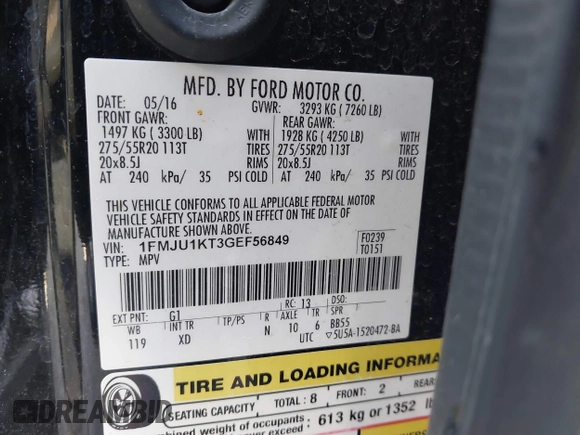 MFD. BY FORD MOTOR CO.
DATE: 05/16 GVWR: 3293 KG ( 7260 LB)
FRONT GAWR: REAR GAWR:
1497 KG ( 3300 LB) WITH 1928 KG ( 4250 LB) WITH
275/55R20 113T TIRES 275/55R20 113T TIRES
20x8.5J RIMS 20x8.5J RIMS
AT 240 kPa/ 35 PSI COLD AT 240 kPa/ 35 PSI COLD
THIS VEHICLE CONFORMS TO ALL APPLICABLE FEDERAL MOTOR
VEHICLE SAFETY STANDARDS IN EFFECT ON THE DATE OF
MANUFACTURE SHOWN ABOVE.
VIN: 1FMJU1KT3GEF56849 F0239
TYPE: MPV T0151
EXT PNT: G1 RC: 13 DSO:
WB INT TR TP/PS R AXLE TR SPR
119 XD N 10 6 BB55
UTC ▽5U5A-1520472-BA
TIRE AND LOADING INFORMA
SEATING CAPACITY TOTAL: 8 FRONT: 2 REAR:
bined weight of occupants 613 kg or 1352 lb
DREAMBID